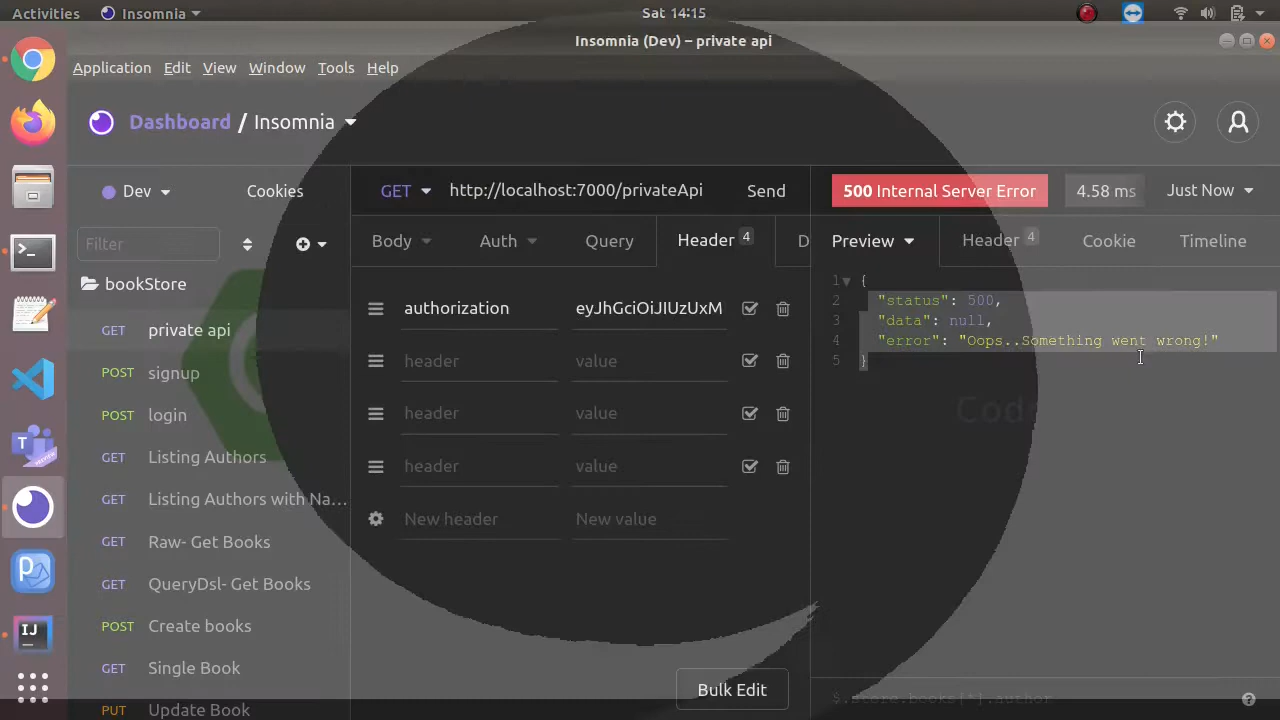 Activities Insomnia Sat 14:15
Insomnia (Dev) – private api
Application Edit View Window Tools Help
Dashboard / Insomnia
Dev Cookies
Filter
bookStore
GET private api
POST signup
POST login
GET Listing Authors
GET Listing Authors with Na...
GET Raw- Get Books
GET QueryDsl- Get Books
POST Create books
GET Single Book
PUT Update Book
GET http://localhost:7000/privateApi Send
Body Auth Query Header 4 D
authorization eyJhGciOiJIUzUxM
header value
header value
header value
New header New value
Bulk Edit
500 Internal Server Error 4.58 ms Just Now
Preview Header 4 Cookie Timeline
1 {
2 "status": 500,
3 "data": null,
4 "error": "Oops..something went wrong!"
5 }
$.store.books[*].author